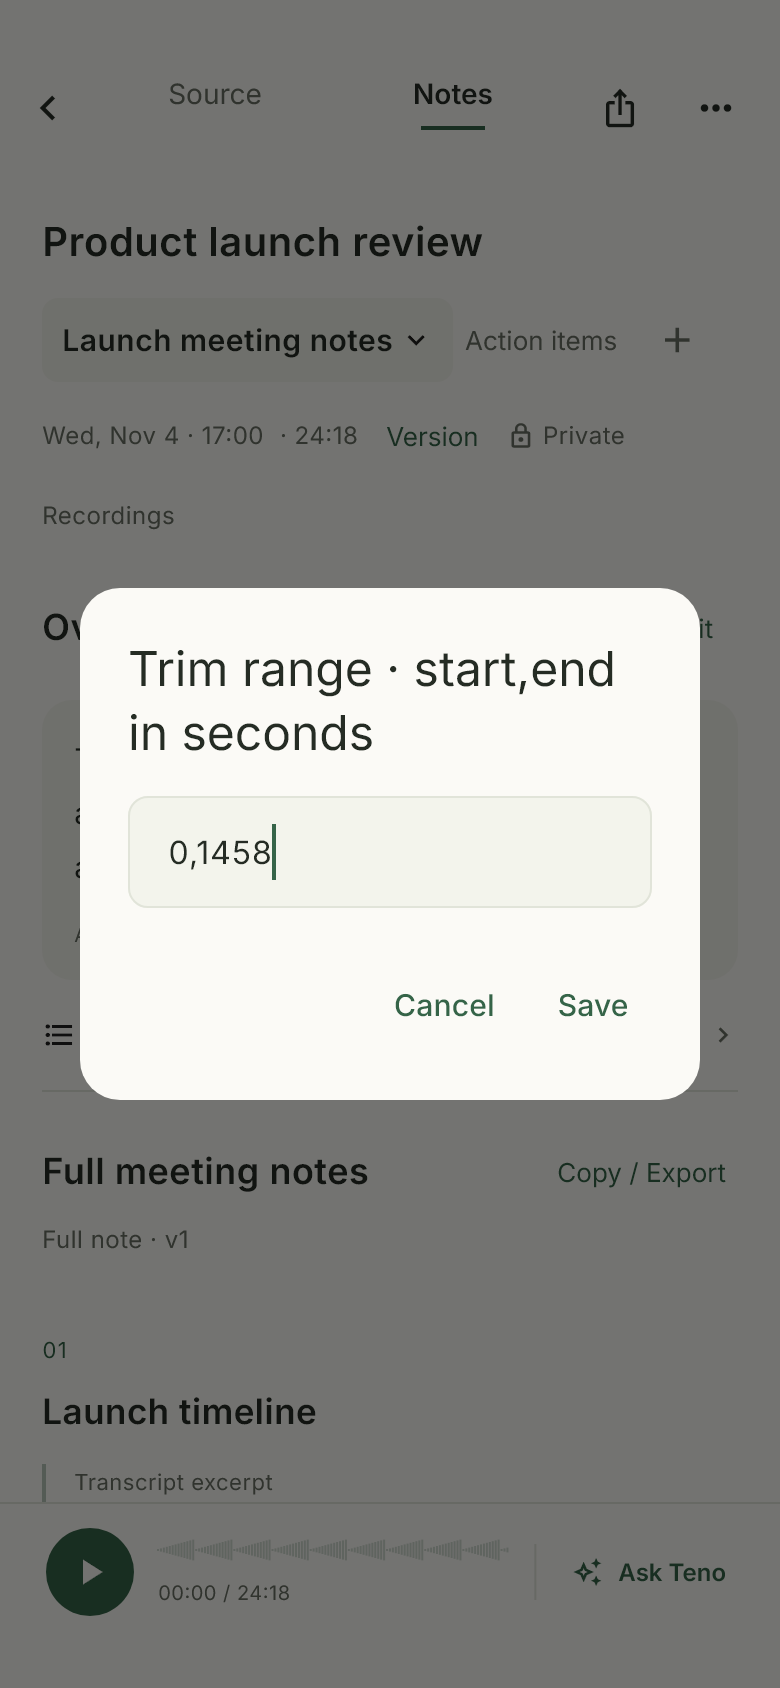 Source
Notes
Product launch review
Launch meeting notes
Action items
Wed, Nov 4 · 17:00 · 24:18 Version Private
Recordings
Trim range · start,end
in seconds
0,1458
Cancel Save
Full meeting notes
Copy / Export
Full note · v1
01
Launch timeline
Transcript excerpt
00:00 / 24:18
Ask Teno